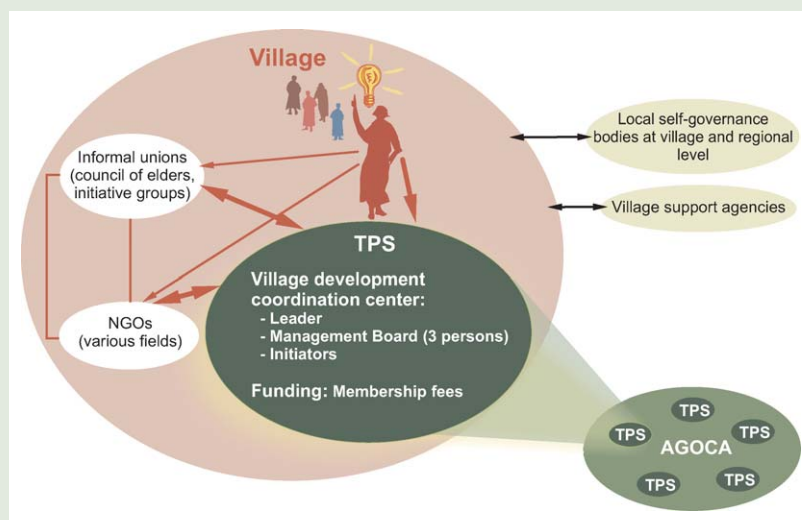 Village
Informal unions
(council of elders,
initiative groups)
NGOs
(various fields)
TPS
Village development
coordination center:
- Leader
- Management Board (3 persons)
- Initiators
Funding: Membership fees
Local self-governance
bodies at village and regional
level
Village support agencies
TPS
TPS
TPS
AGOCA
TPS
TPS